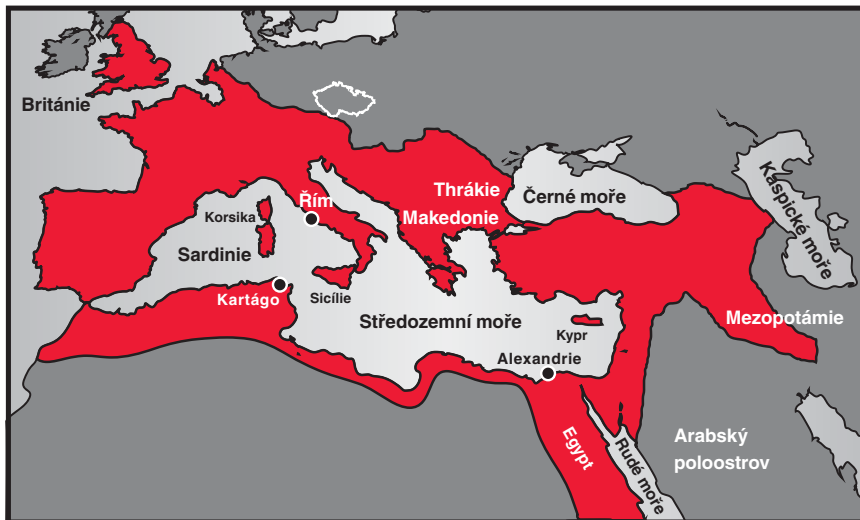 Británie
Thrákie
Makedonie
Černé moře
Kaspické moře
Řím
Korsika
Sardinie
Kartágo
Sicílie
Středozemní moře
Kypr
Alexandrie
Mezopotámie
Egypt
Rudé moře
Arabský
poloostrov